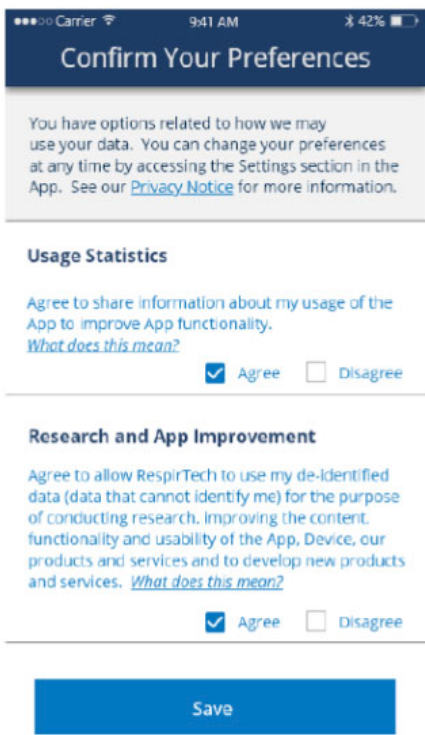 Carrier 9:41 AM 42%
Confirm Your Preferences
You have options related to how we may
use your data. You can change your preferences
at any time by accessing the Settings section in the
App. See our Privacy Notice for more information.
Usage Statistics
Agree to share information about my usage of the
App to improve App functionality.
What does this mean?
Agree Disagree
Research and App Improvement
Agree to allow RespirTech to use my de-identified
data (data that cannot identify me) for the purpose
of conducting research, improving the content,
functionality and usability of the App, Device, our
products and services and to develop new products
and services. What does this mean?
Agree Disagree
Save